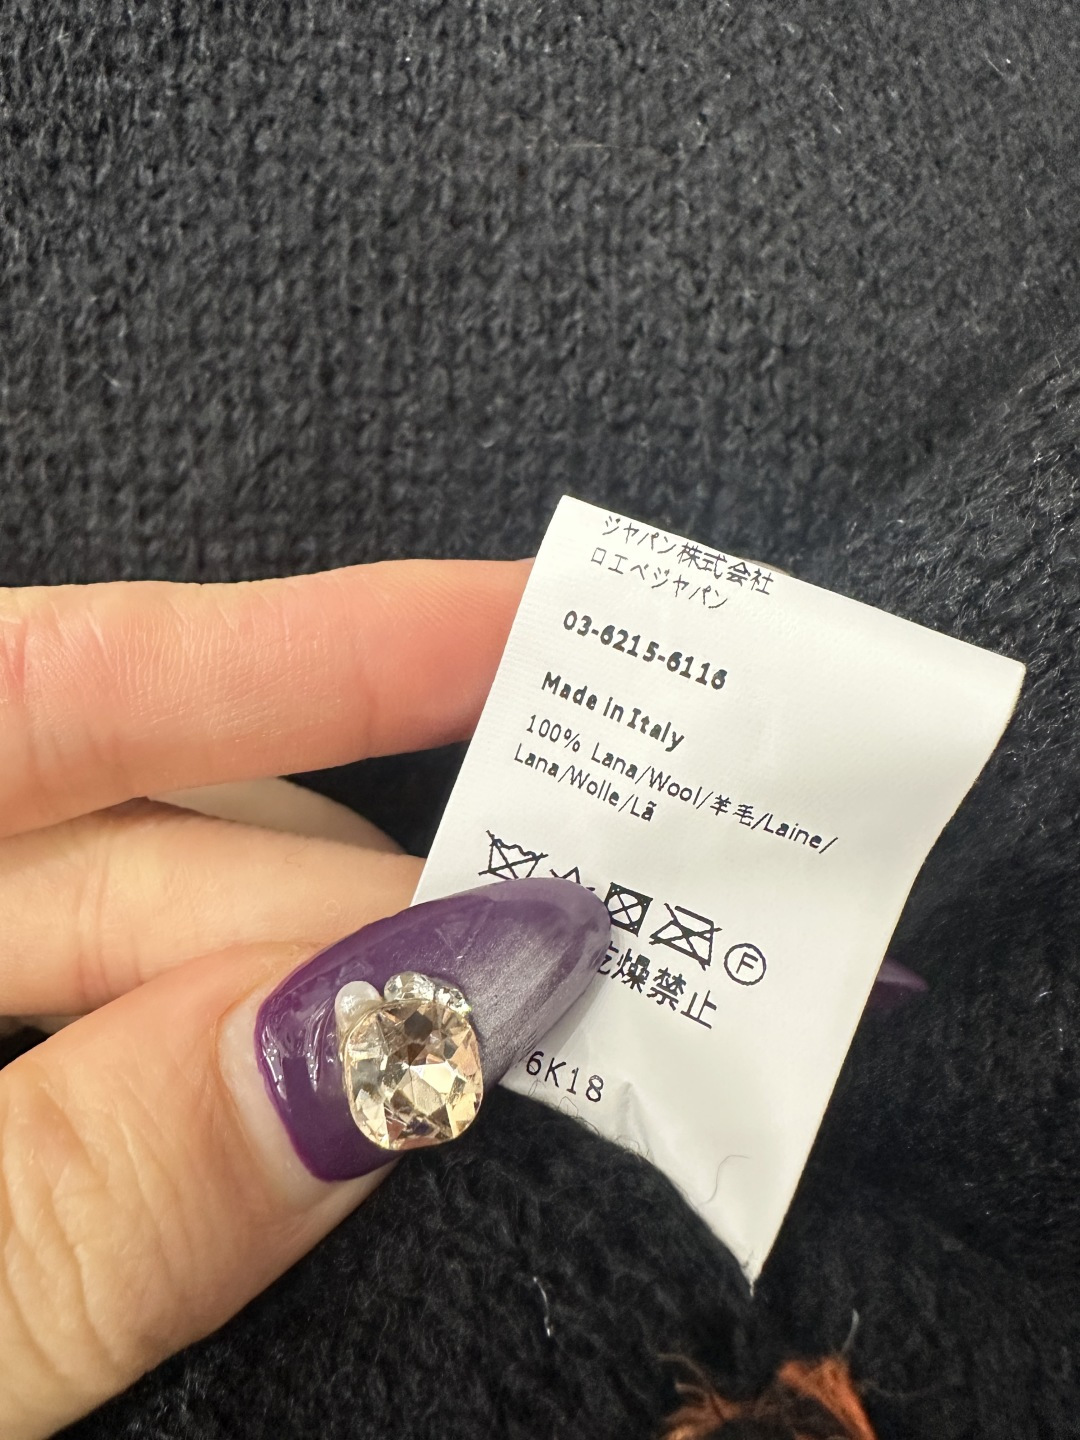 ジャパン株式会社
ロエベジャパン
03-6215-6116
Made in Italy
100% Lana/Wool/羊毛/Laine/
Lana/Wolle/Lã
F
乾燥禁止
6K18